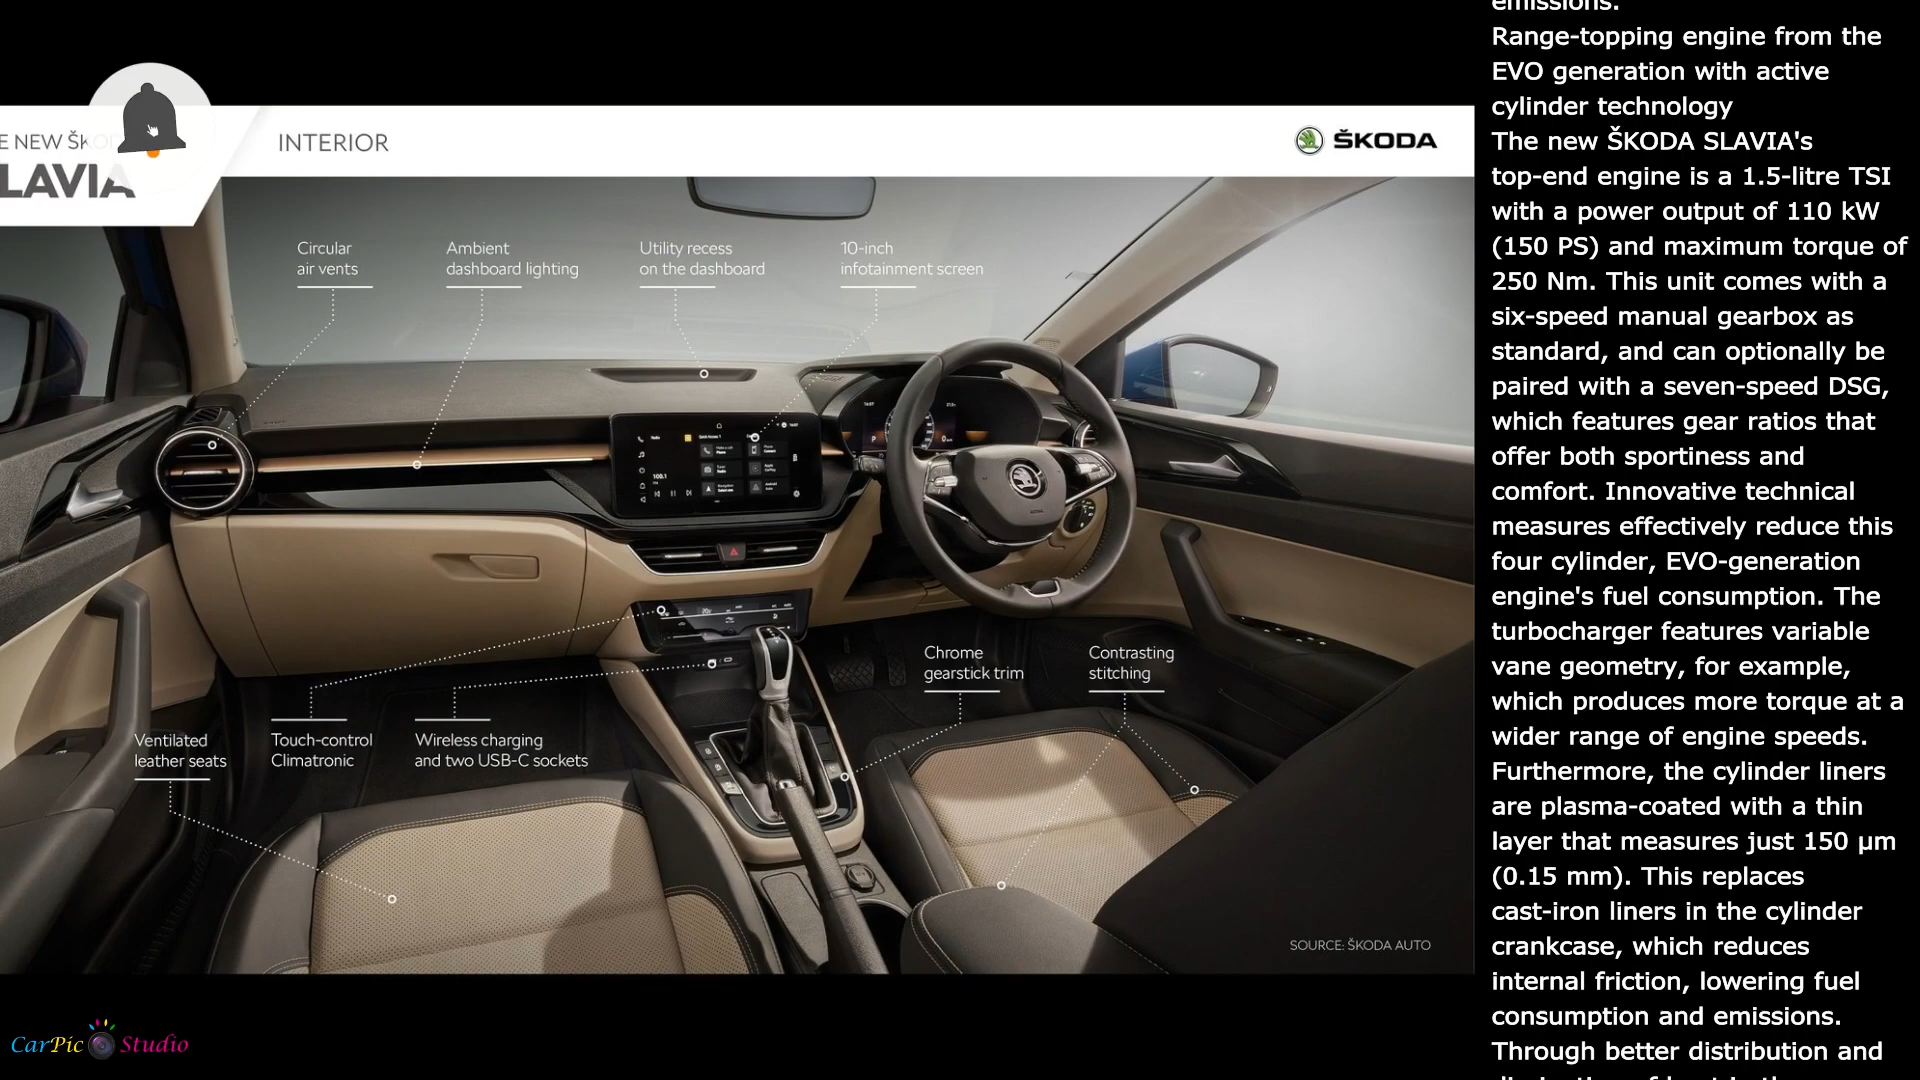 E NEW ŠKO
LAVIA
INTERIOR
ŠKODA
Circular
air vents
Ambient
dashboard lighting
Utility recess
on the dashboard
10-inch
infotainment screen
Chrome
gearstick trim
Contrasting
stitching
Ventilated
leather seats
Touch-control
Climatronic
Wireless charging
and two USB-C sockets
SOURCE: ŠKODA AUTO
CarPic Studio
emissions.
Range-topping engine from the
EVO generation with active
cylinder technology
The new ŠKODA SLAVIA's
top-end engine is a 1.5-litre TSI
with a power output of 110 kW
(150 PS) and maximum torque of
250 Nm. This unit comes with a
six-speed manual gearbox as
standard, and can optionally be
paired with a seven-speed DSG,
which features gear ratios that
offer both sportiness and
comfort. Innovative technical
measures effectively reduce this
four cylinder, EVO-generation
engine's fuel consumption. The
turbocharger features variable
vane geometry, for example,
which produces more torque at a
wider range of engine speeds.
Furthermore, the cylinder liners
are plasma-coated with a thin
layer that measures just 150 µm
(0.15 mm). This replaces
cast-iron liners in the cylinder
crankcase, which reduces
internal friction, lowering fuel
consumption and emissions.
Through better distribution and